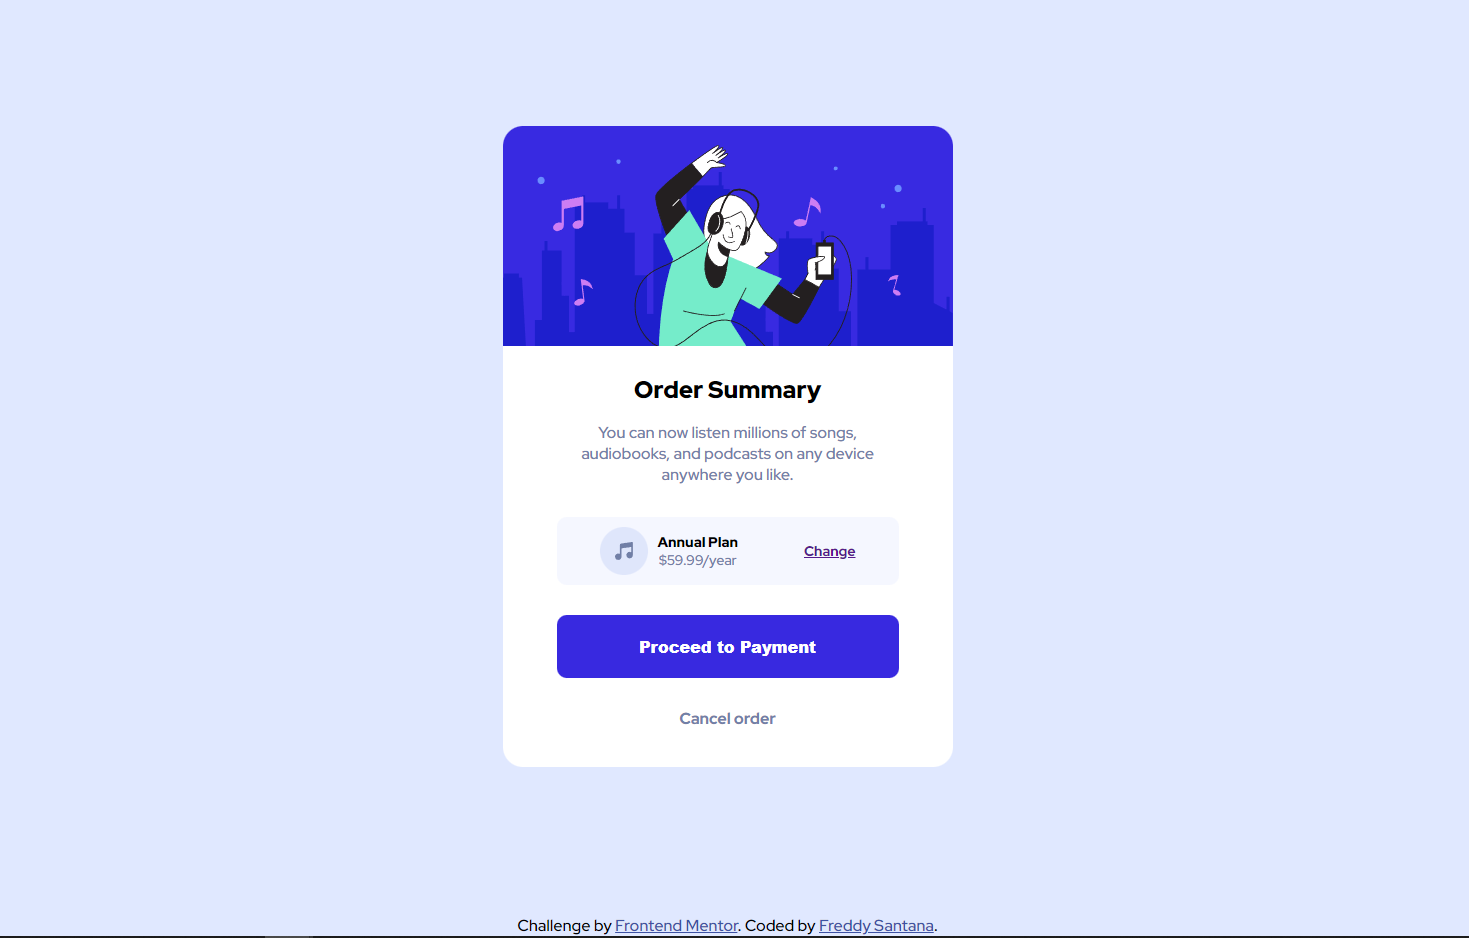 Order Summary
You can now listen millions of songs,
audiobooks, and podcasts on any device
anywhere you like.
Annual Plan
$59.99/year
Change
Proceed to Payment
Cancel order
Challenge by Frontend Mentor. Coded by Freddy Santana.